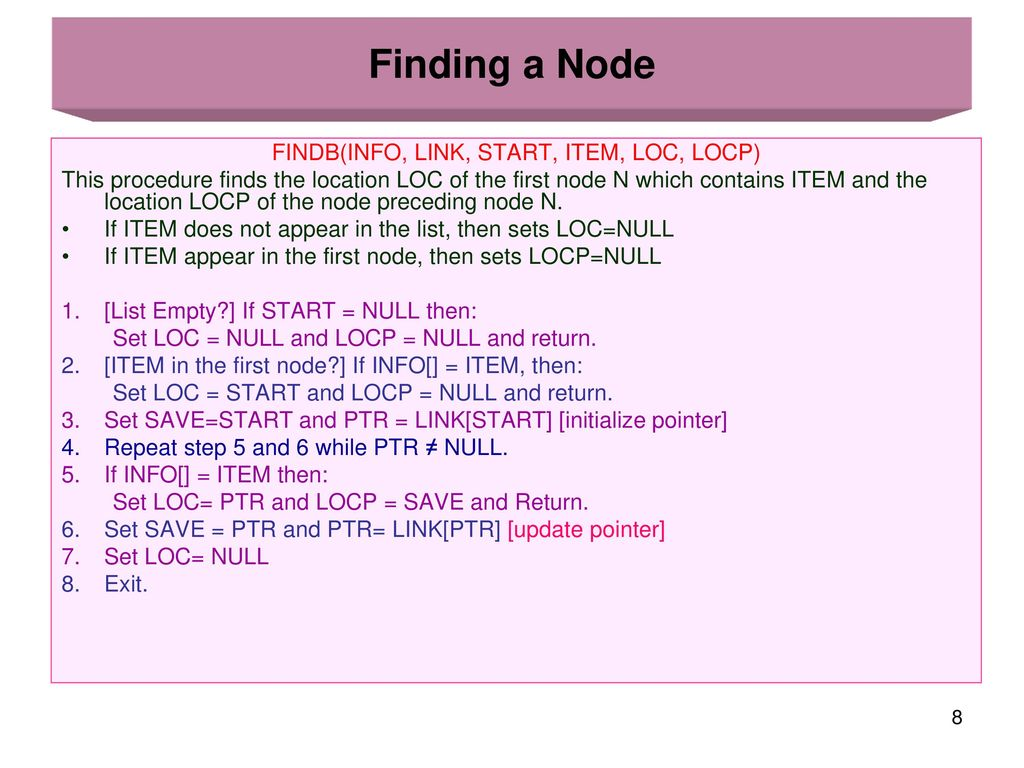 Finding a Node
FINDB(INFO, LINK, START, ITEM, LOC, LOCP)
This procedure finds the location LOC of the first node N which contains ITEM and the
location LOCP of the node preceding node N.
• If ITEM does not appear in the list, then sets LOC=NULL
• If ITEM appear in the first node, then sets LOCP=NULL
1. [List Empty?] If START = NULL then:
Set LOC = NULL and LOCP = NULL and return.
2. [ITEM in the first node?] If INFO[] = ITEM, then:
Set LOC = START and LOCP = NULL and return.
3. Set SAVE=START and PTR = LINK[START] [initialize pointer]
4. Repeat step 5 and 6 while PTR ≠ NULL.
5. If INFO[] = ITEM then:
Set LOC= PTR and LOCP = SAVE and Return.
6. Set SAVE = PTR and PTR= LINK[PTR] [update pointer]
7. Set LOC= NULL
8. Exit.
8